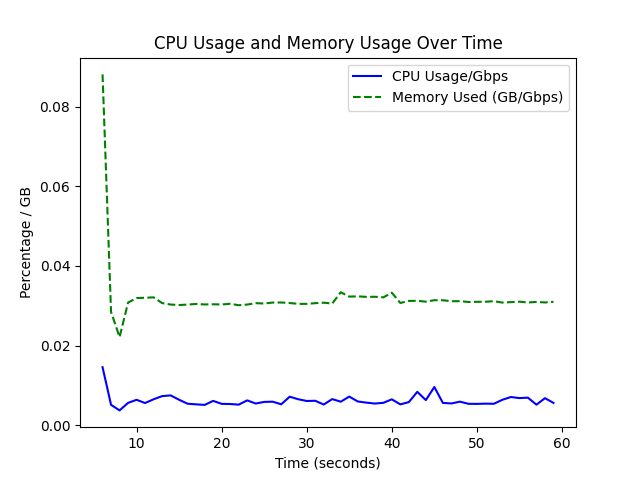 CPU Usage and Memory Usage Over Time
CPU Usage/Gbps
Memory Used (GB/Gbps)
Percentage / GB
0.08
0.06
0.04
0.02
0.00
10 20 30 40 50 60
Time (seconds)